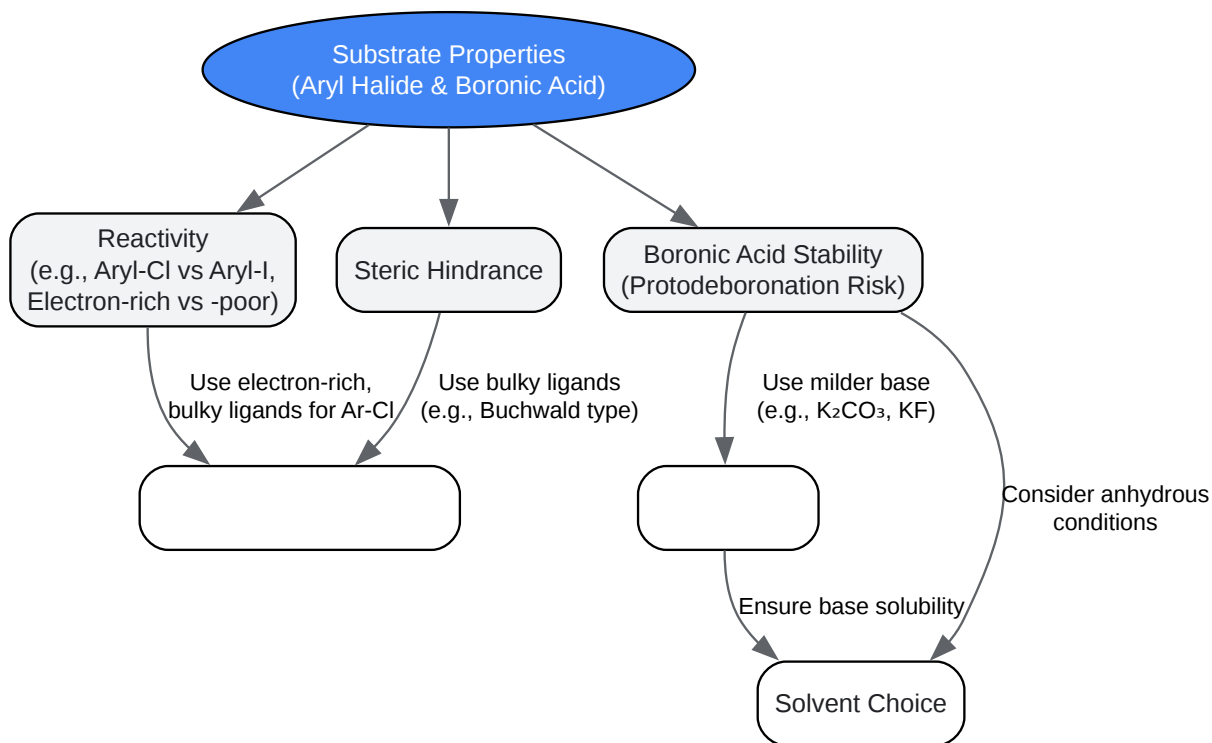 Substrate Properties
(Aryl Halide & Boronic Acid)
Reactivity
(e.g., Aryl-Cl vs Aryl-I,
Electron-rich vs -poor)
Steric Hindrance
Boronic Acid Stability
(Protodeboronation Risk)
Use electron-rich,
bulky ligands for Ar-Cl
Use bulky ligands
(e.g., Buchwald type)
Use milder base
(e.g., K₂CO₃, KF)
Consider anhydrous
conditions
Ensure base solubility
Solvent Choice